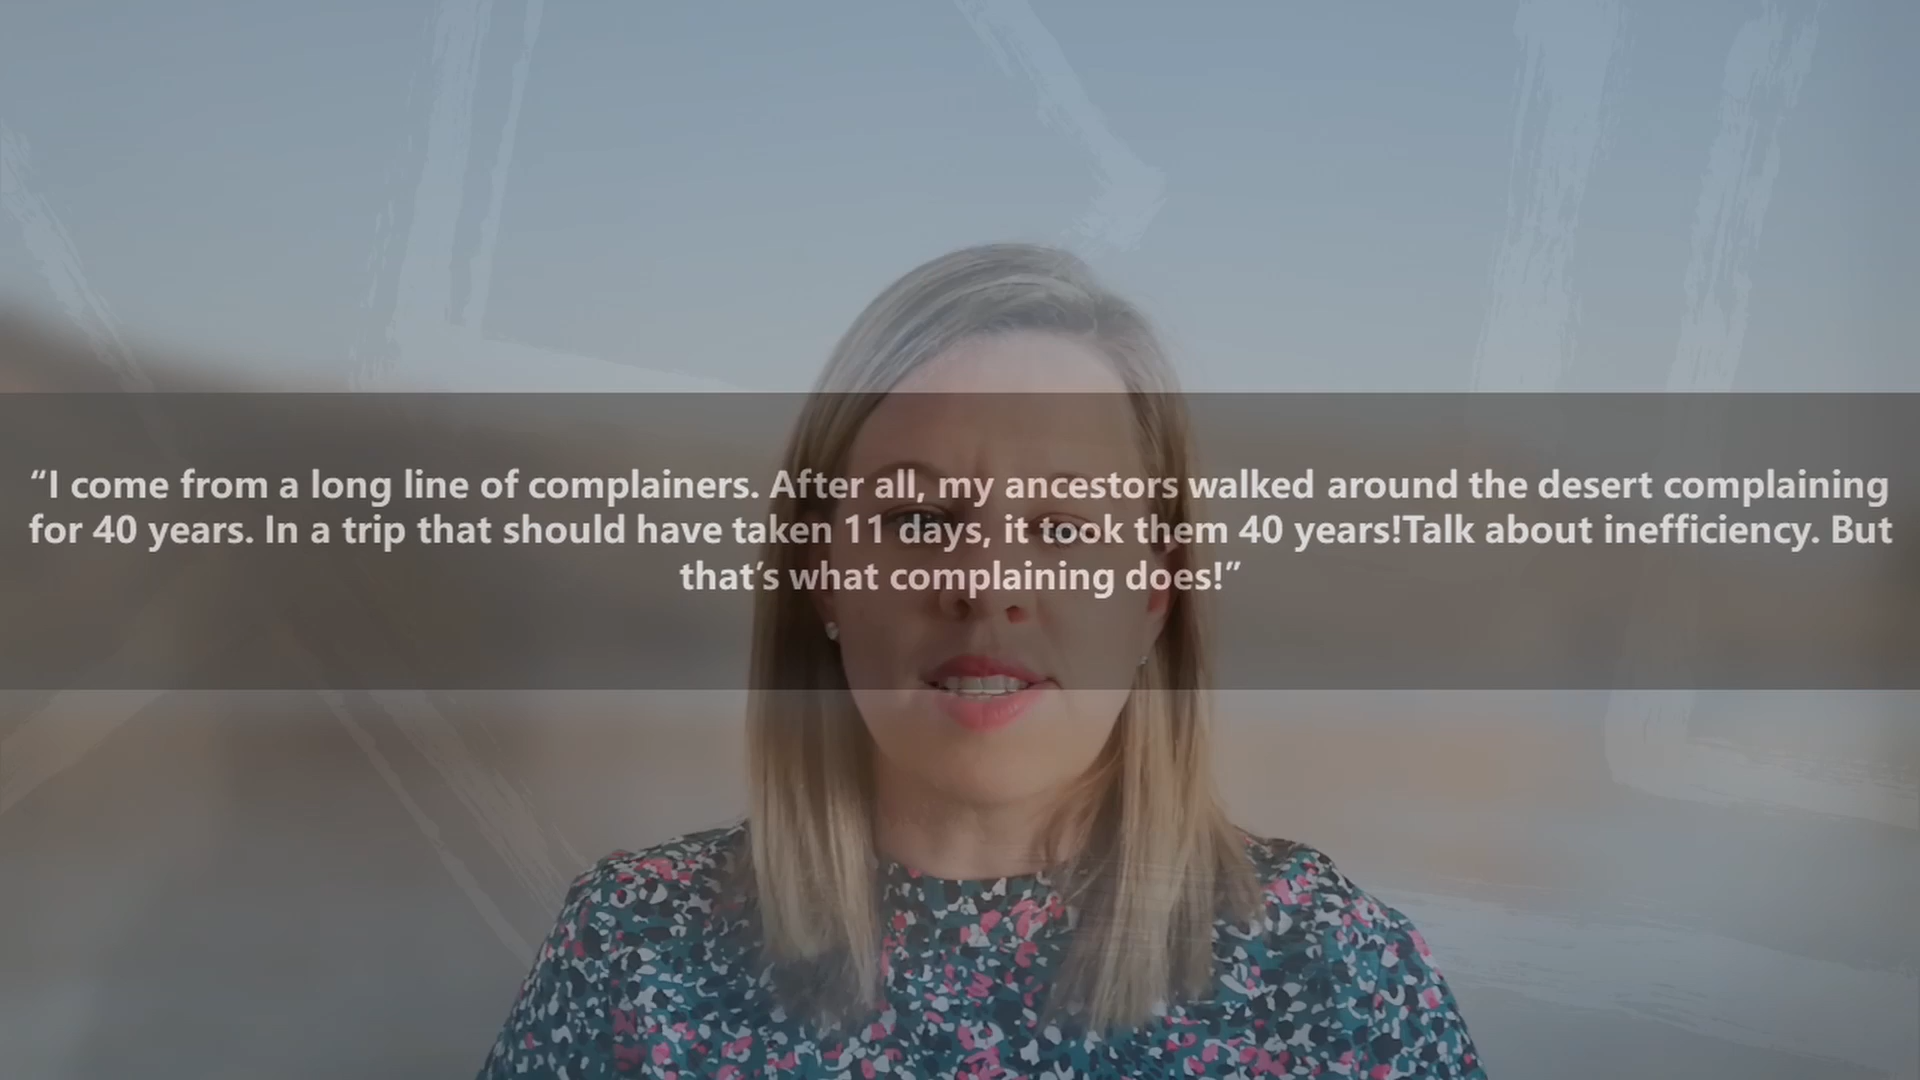 “I come from a long line of complainers. After all, my ancestors walked around the desert complaining
for 40 years. In a trip that should have taken 11 days, it took them 40 years!Talk about inefficiency. But
that’s what complaining does!”